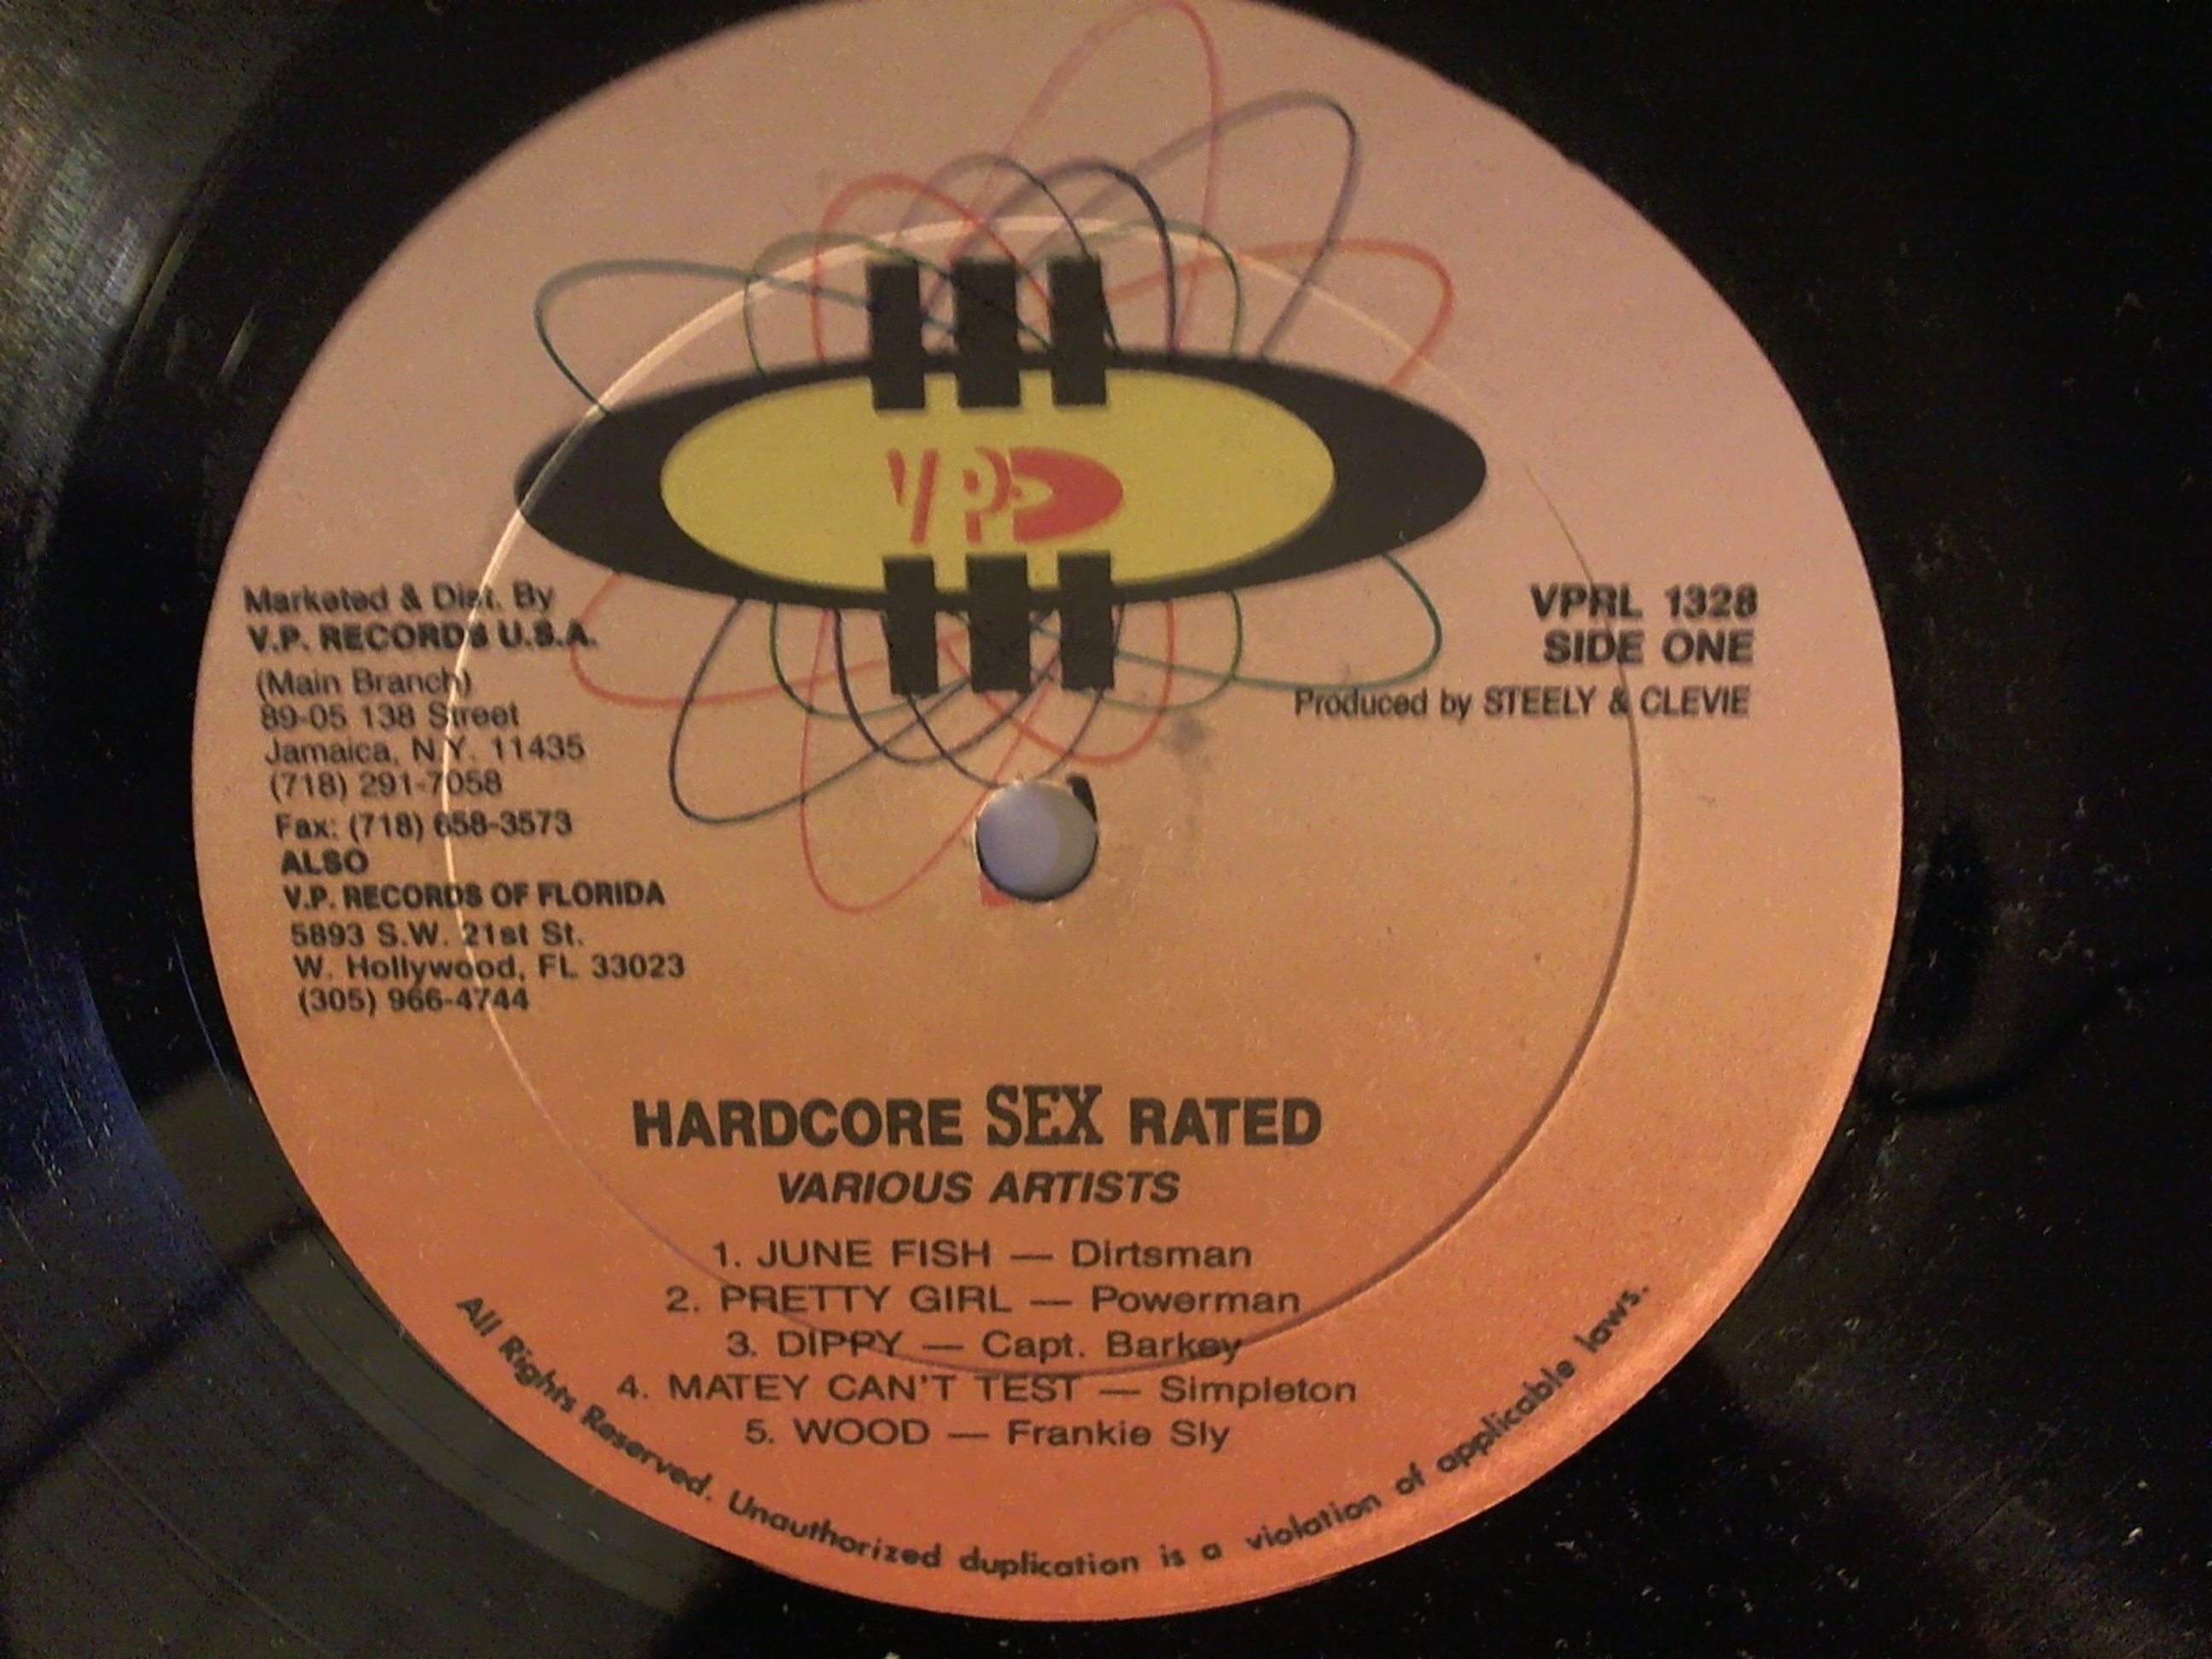 VP
Marketed & Dist. By
V.P. RECORDS U.S.A.
(Main Branch)
89-05 138 Street
Jamaica, N.Y. 11435
(718) 291-7058
Fax: (718) 658-3573
ALSO
V.P. RECORDS OF FLORIDA
5893 S.W. 21st St.
W. Hollywood, FL 33023
(305) 966-4744
VPRL 1328
SIDE ONE
Produced by STEELY & CLEVIE
HARDCORE SEX RATED
VARIOUS ARTISTS
1. JUNE FISH — Dirtsman
2. PRETTY GIRL — Powerman
3. DIPPY — Capt. Barkey
4. MATEY CAN'T TEST — Simpleton
5. WOOD — Frankie Sly
All Rights Reserved. Unauthorized duplication is a violation of applicable laws.